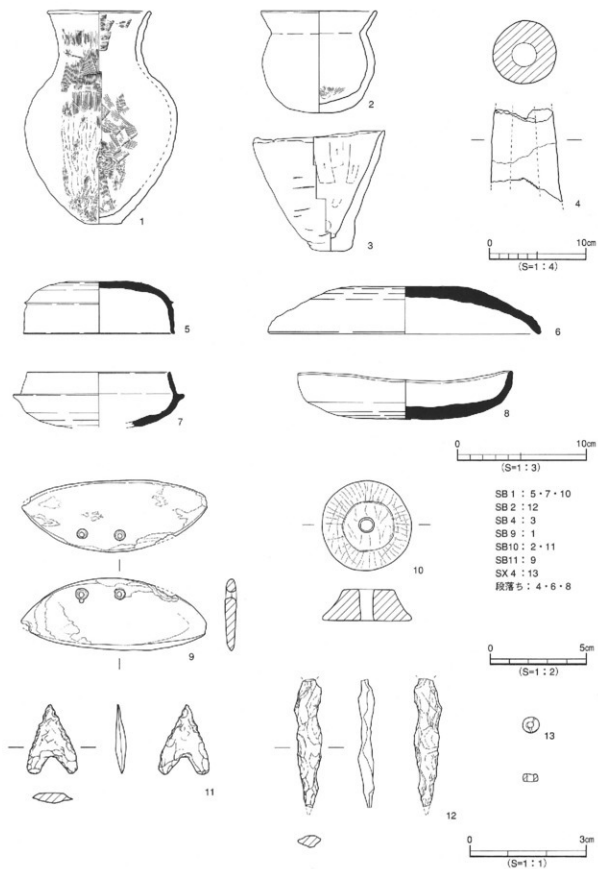 1
2
3
4
0 10cm
(S=1:4)
5
6
7
8
0 10cm
(S=1:3)
SB 1 : 5・7・10
SB 2 : 12
SB 4 : 3
SB 9 : 1
SB10 : 2・11
SB11 : 9
SX 4 : 13
段落ち : 4・6・8
9
10
0 5cm
(S=1:2)
11
12
13
0 3cm
(S=1:1)